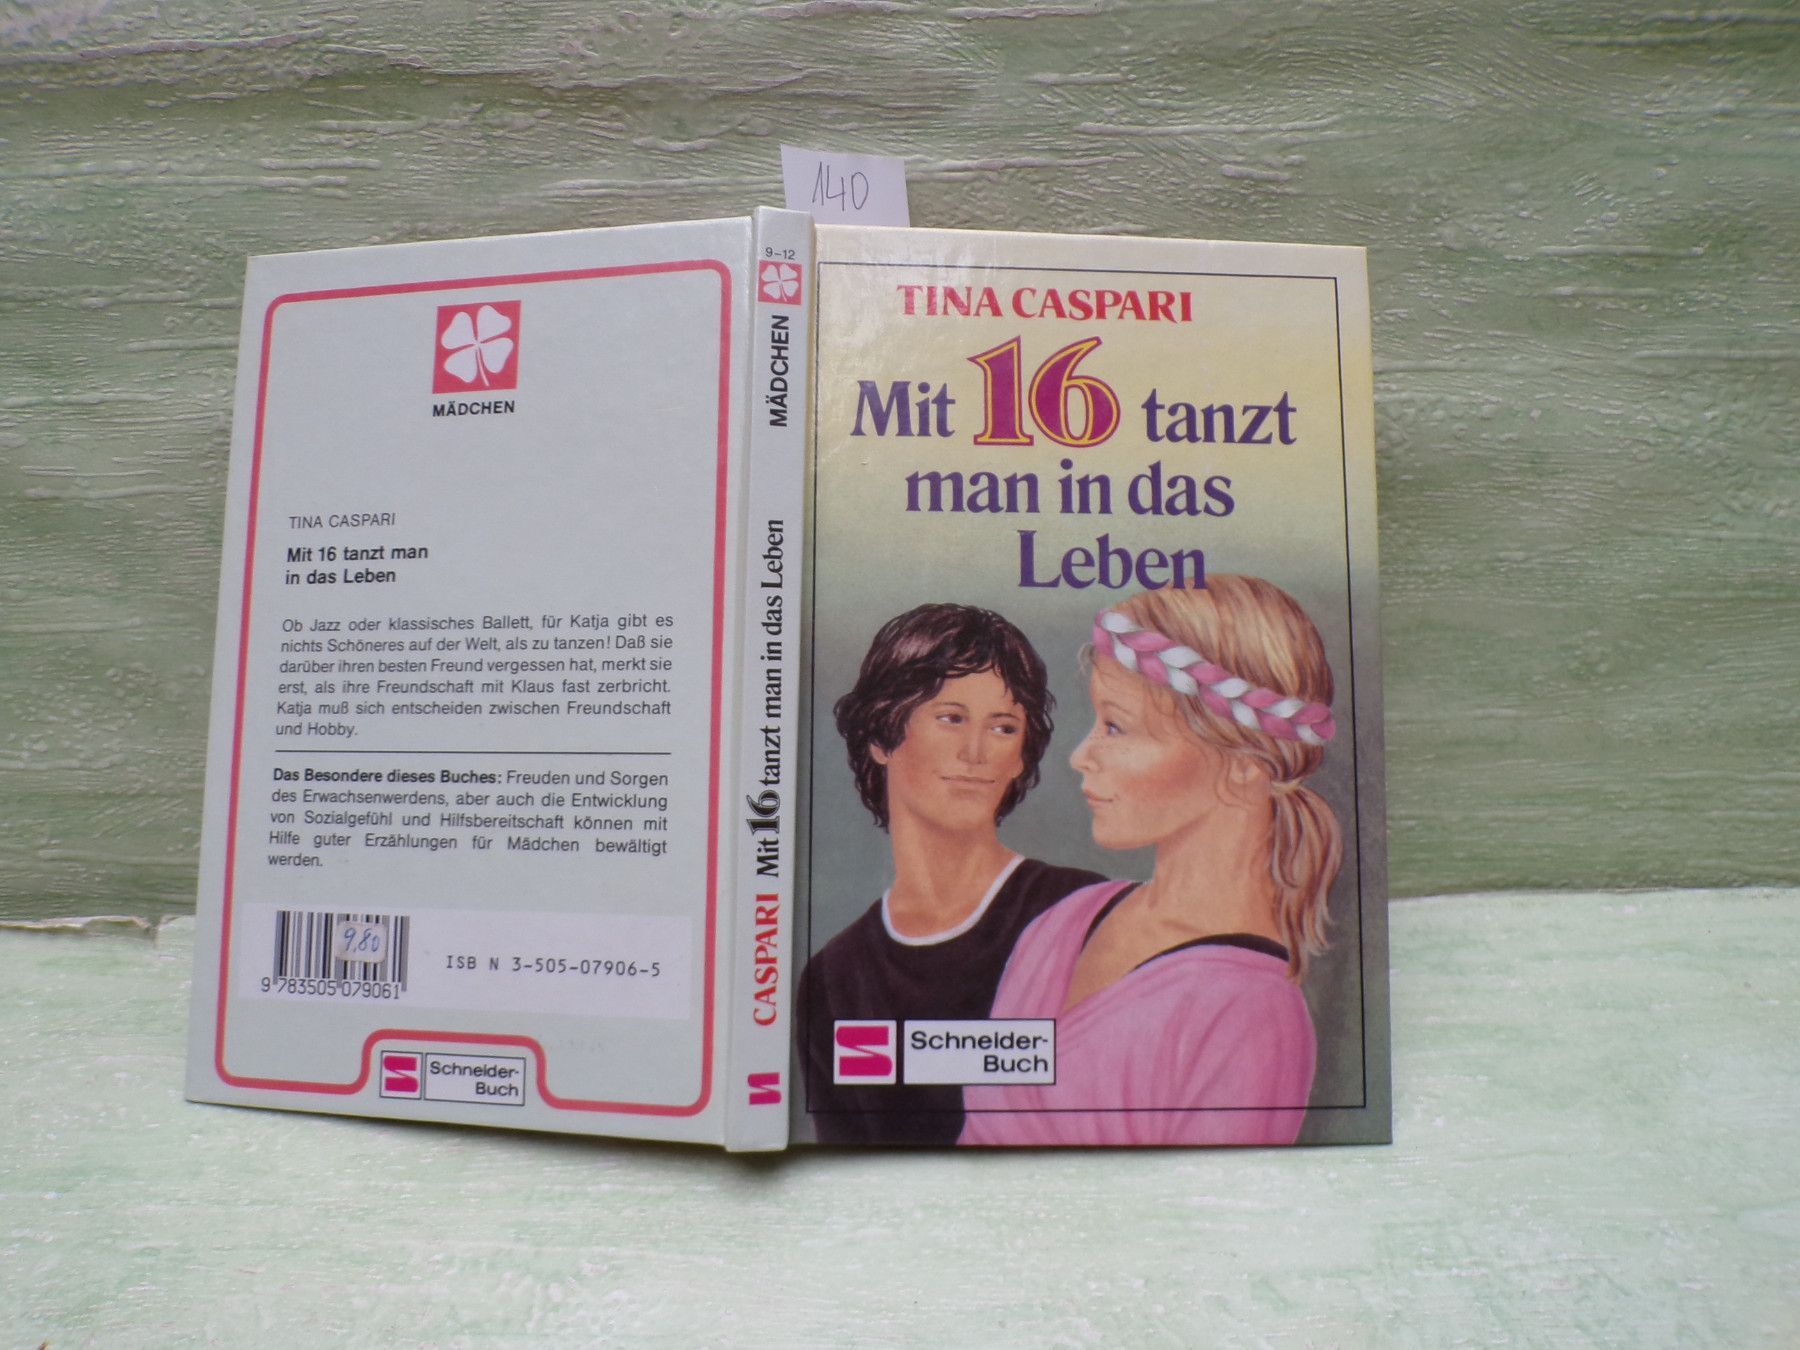 140
MÄDCHEN
TINA CASPARI
Mit 16 tanzt man
in das Leben
Ob Jazz oder klassisches Ballett, für Katja gibt es
nichts Schöneres auf der Welt, als zu tanzen! Daß sie
darüber ihren besten Freund vergessen hat, merkt sie
erst, als ihre Freundschaft mit Klaus fast zerbricht.
Katja muß sich entscheiden zwischen Freundschaft
und Hobby.
Das Besondere dieses Buches: Freuden und Sorgen
des Erwachsenwerdens, aber auch die Entwicklung
von Sozialgefühl und Hilfsbereitschaft können mit
Hilfe guter Erzählungen für Mädchen bewältigt
werden.
9,80
9 783505 079061
ISB N 3-505-07906-5
Schneider-
Buch
9-12
MÄDCHEN
CASPARI Mit 16 tanzt man in das Leben
TINA CASPARI
Mit 16 tanzt
man in das
Leben
Schneider-
Buch